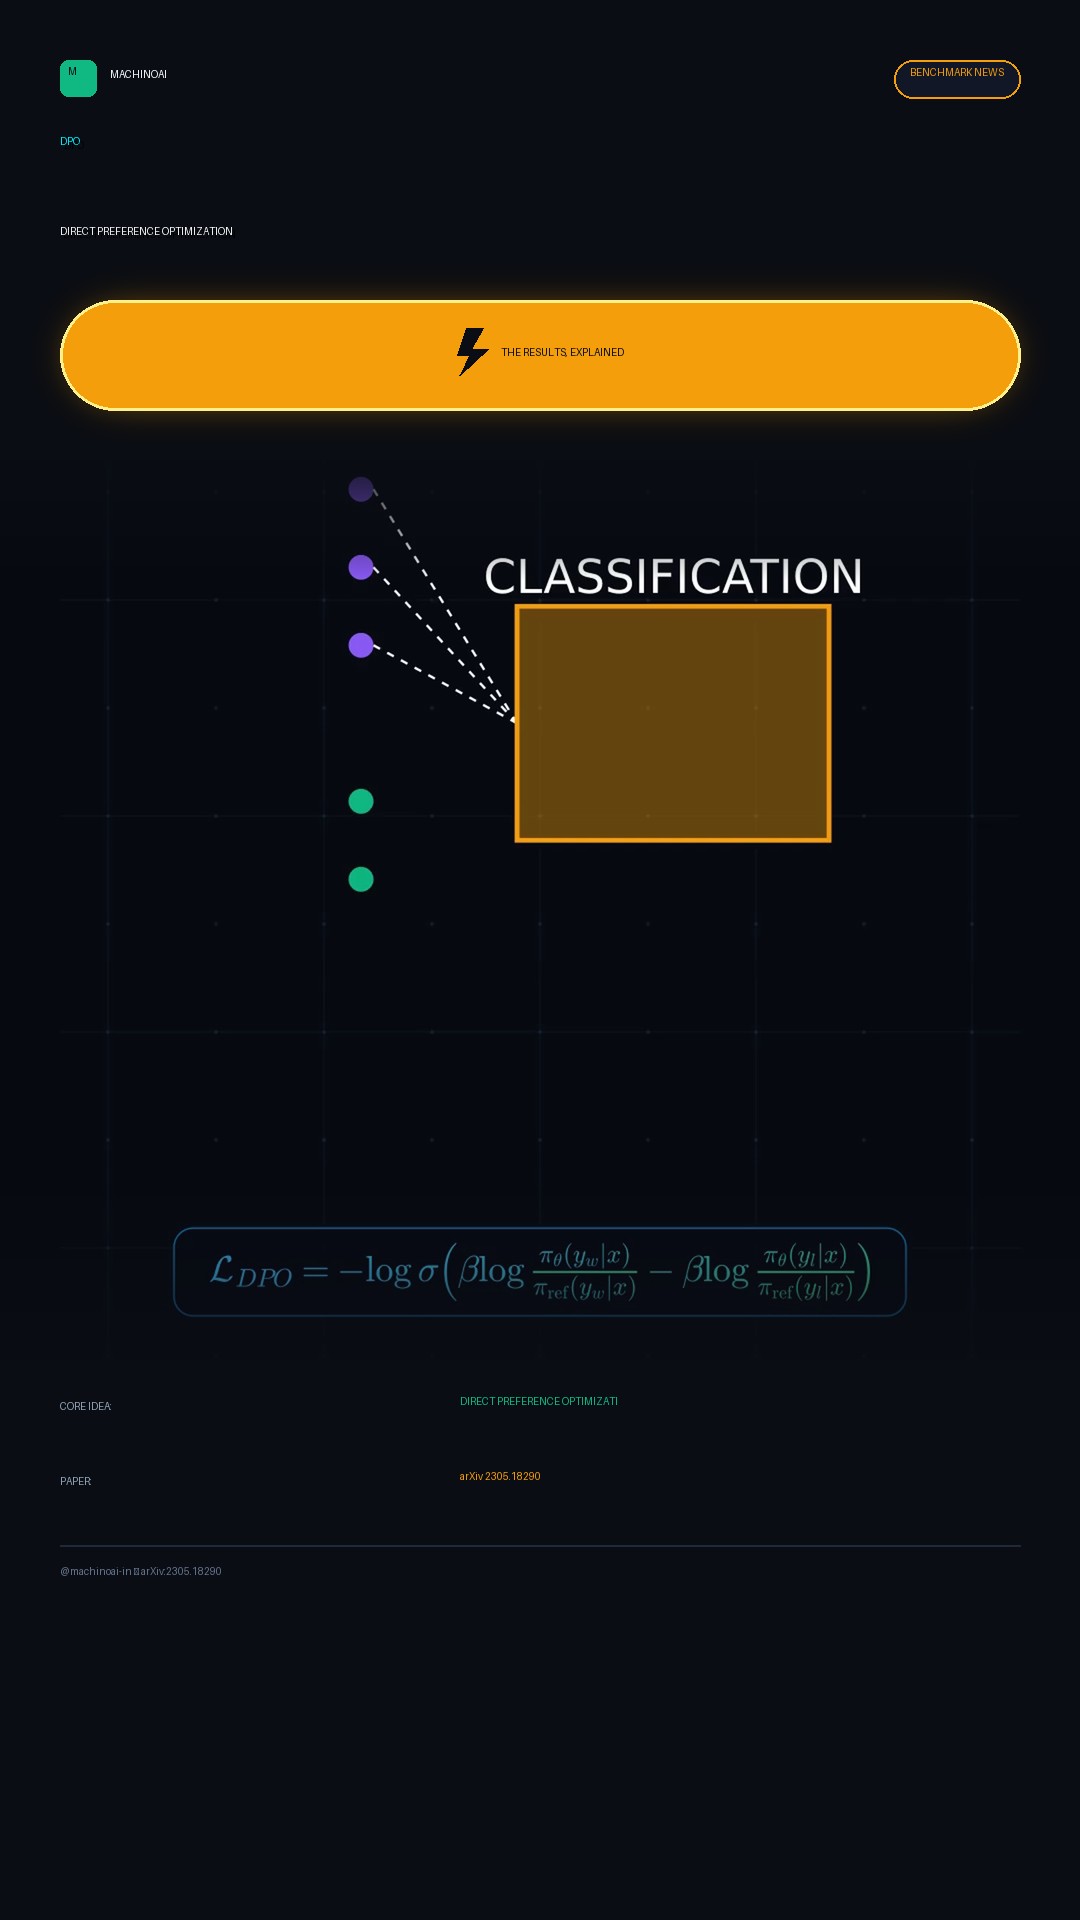 M
MACHINOAI
BENCHMARK NEWS
DPO
DIRECT PREFERENCE OPTIMIZATION
THE RESULTS, EXPLAINED
CLASSIFICATION
ℒ_DPO = −log σ(β log π_θ(y_w|x) / π_ref(y_w|x) − β log π_θ(y_l|x) / π_ref(y_l|x))
CORE IDEA:
DIRECT PREFERENCE OPTIMIZATI
PAPER:
arXiv 2305.18290
@machinoai-in arXiv:2305.18290